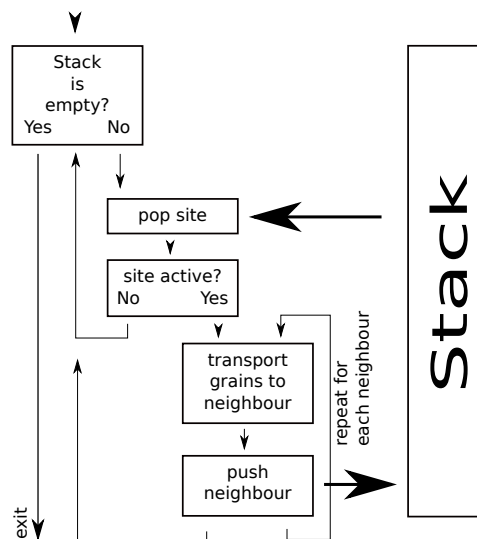 Stack
is
empty?
Yes No
pop site
site active?
No Yes
transport
grains to
neighbour
push
neighbour
repeat for
each neighbour
exit
Stack